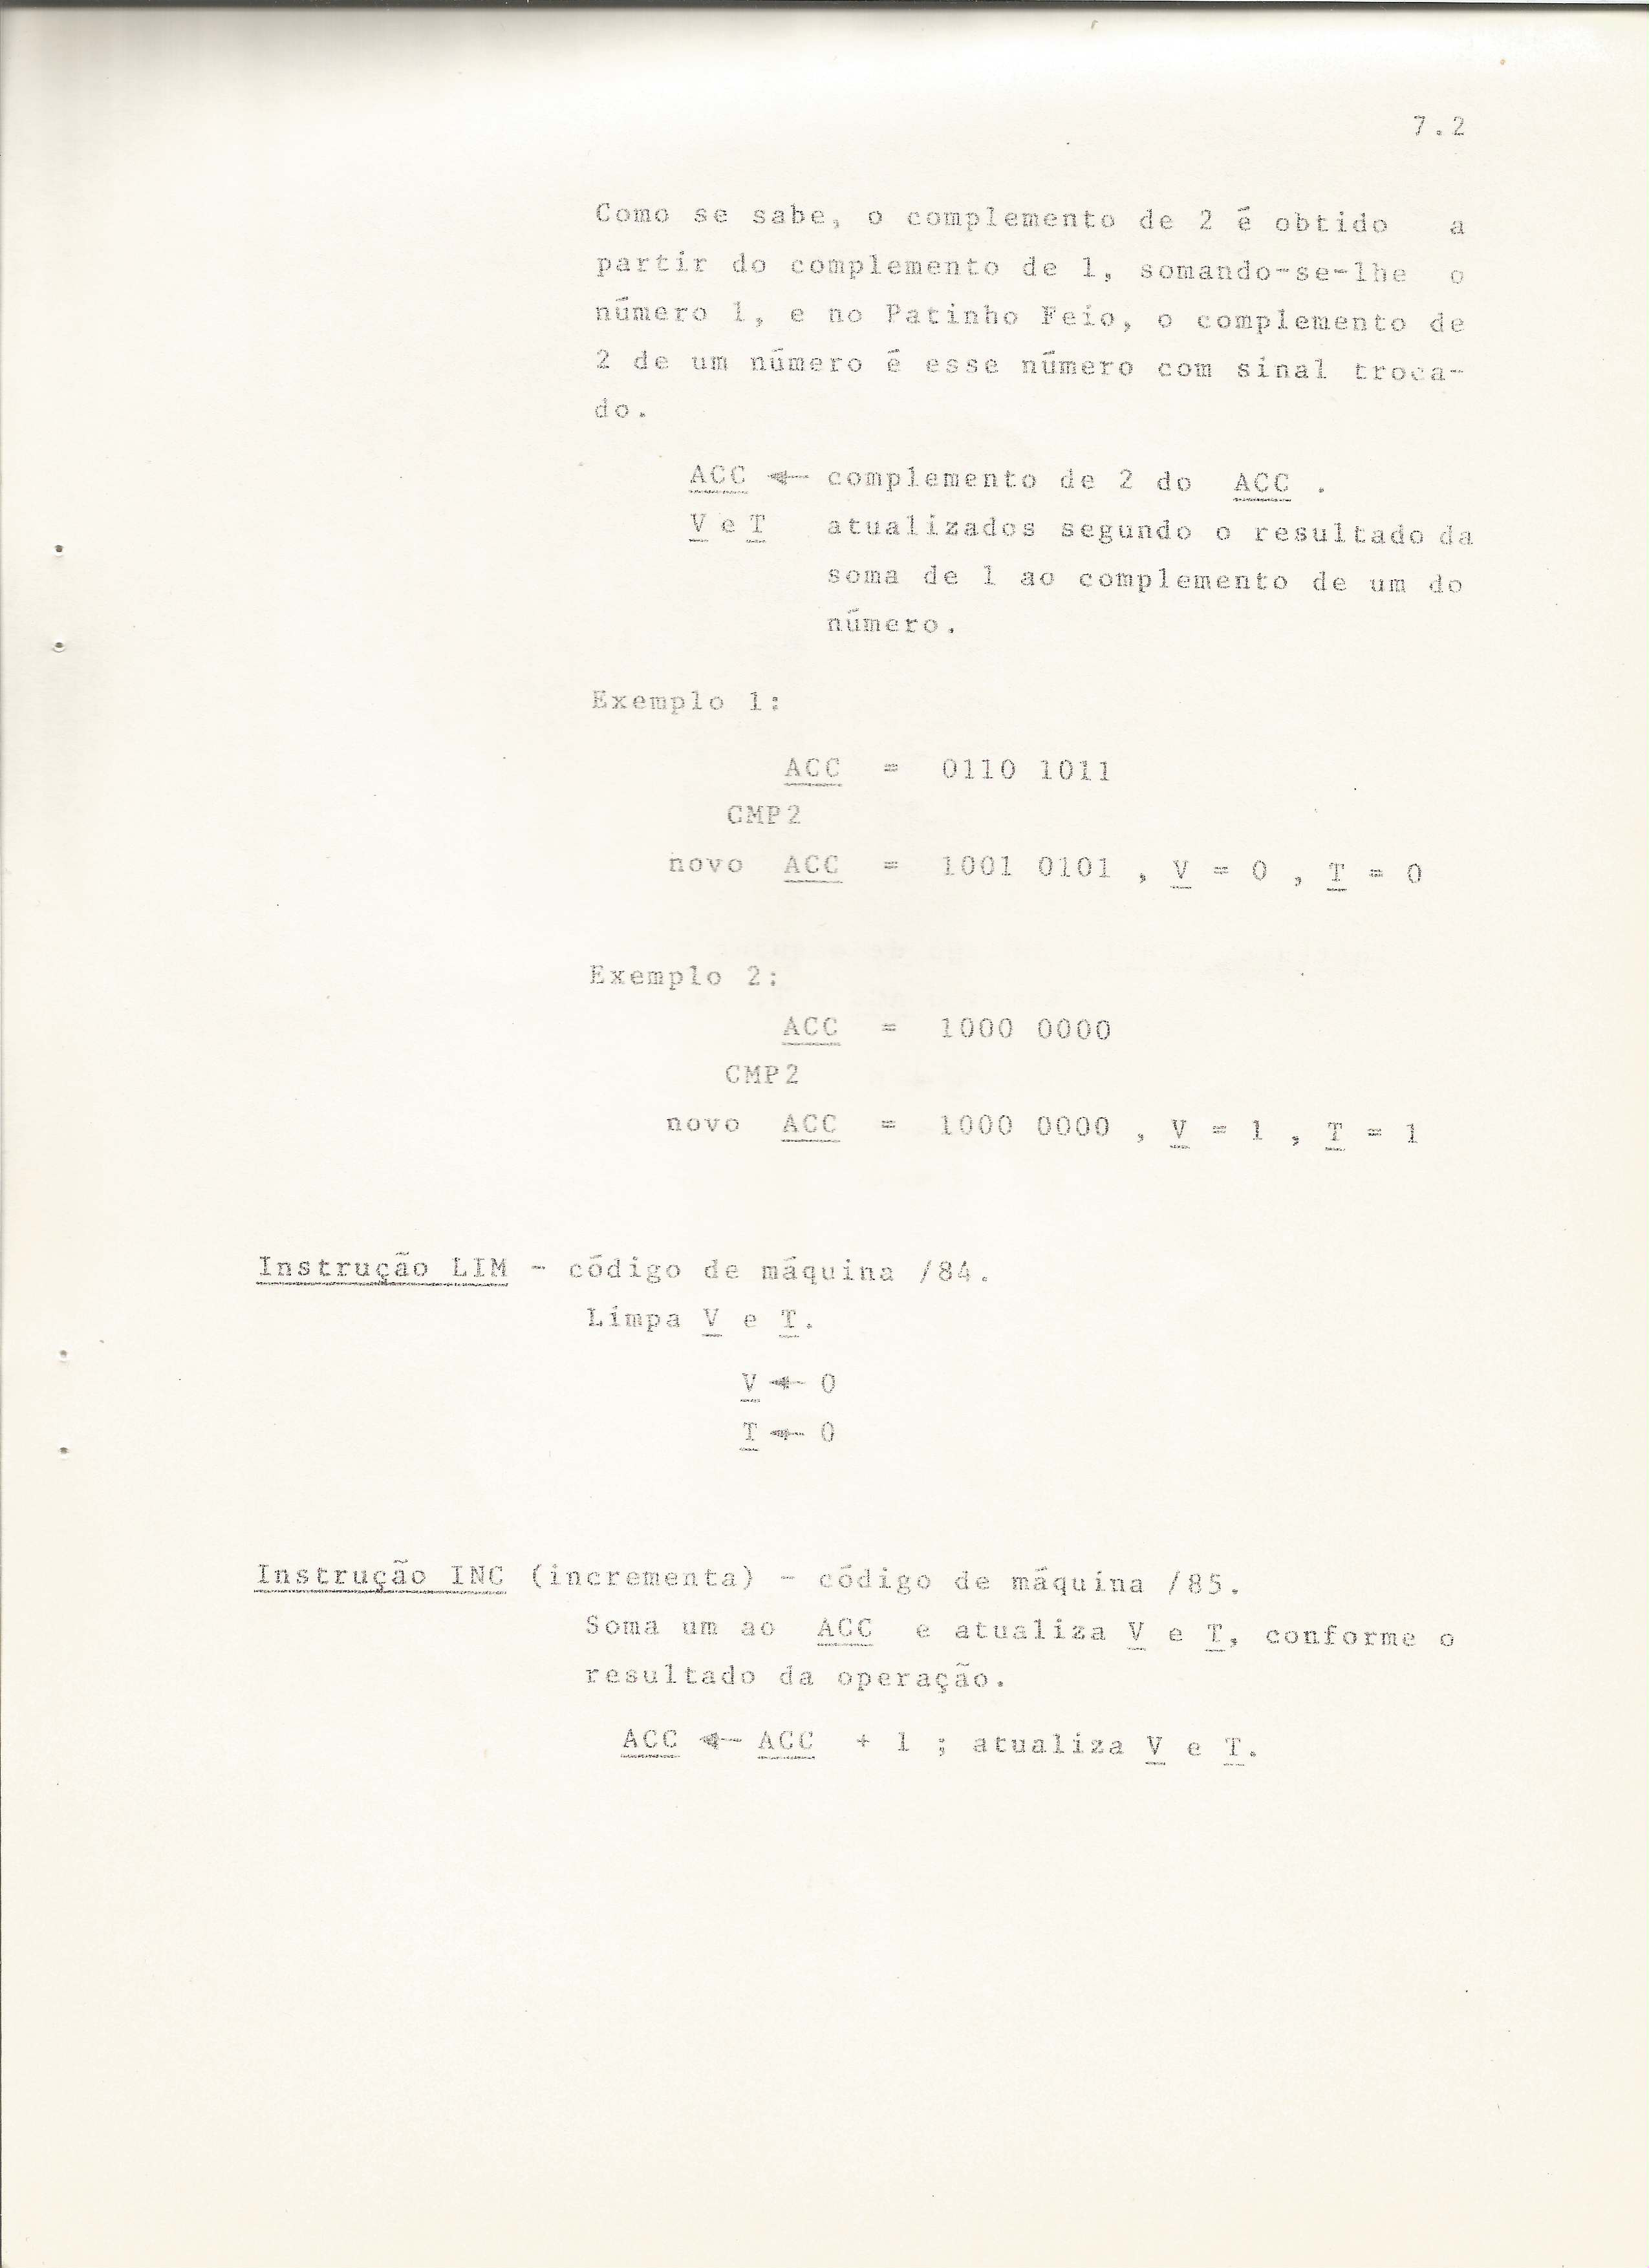 7.2
Como se sabe, o complemento de 2 é obtido a
partir do complemento de 1, somando-se-lhe o
número 1, e no Patinho Feio, o complemento de
2 de um número é esse número com sinal troca-
do.
ACC ← complemento de 2 do ACC .
V e T atualizados segundo o resultado da
soma de 1 ao complemento de um do
número.
Exemplo 1:
ACC = 0110 1011
CMP2
novo ACC = 1001 0101 , V = 0 , T = 0
Exemplo 2:
ACC = 1000 0000
CMP2
novo ACC = 1000 0000 , V = 1 , T = 1
Instrução LIM - código de máquina /84.
Limpa V e T.
V ← 0
T ← 0
Instrução INC (incrementa) - código de máquina /85.
Soma um ao ACC e atualiza V e T, conforme o
resultado da operação.
ACC ← ACC + 1 ; atualiza V e T.